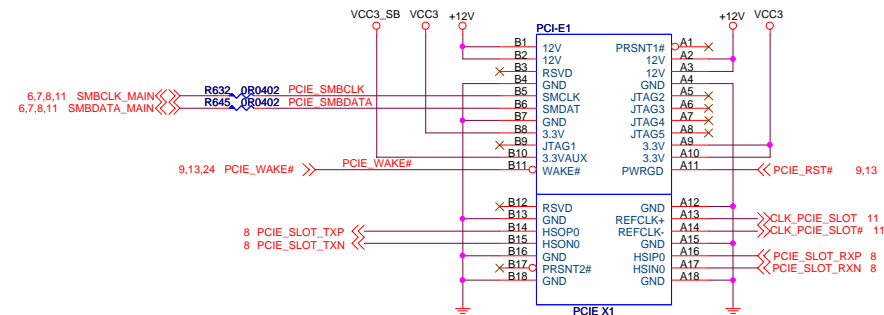 VCC3_SB VCC3 +12V PCI-E1 +12V VCC3
B1 12V PRSNT1# A1
B2 12V 12V A2
B3 RSVD 12V A3
B4 GND GND A4
6,7,8,11 SMBCLK_MAIN R632 0R0402 PCIE_SMBCLK B5 SMCLK JTAG2 A5
6,7,8,11 SMBDATA_MAIN R645 0R0402 PCIE_SMBDATA B6 SMDAT JTAG3 A6
B7 GND JTAG4 A7
B8 3.3V JTAG5 A8
B9 JTAG1 3.3V A9
B10 3.3VAUX 3.3V A10
9,13,24 PCIE_WAKE# PCIE_WAKE# B11 WAKE# PWRGD A11 PCIE_RST# 9,13
B12 RSVD GND A12
B13 GND REFCLK+ A13 CLK_PCIE_SLOT 11
8 PCIE_SLOT_TXP B14 HSOP0 REFCLK- A14 CLK_PCIE_SLOT# 11
8 PCIE_SLOT_TXN B15 HSON0 GND A15
B16 GND HSIP0 A16 PCIE_SLOT_RXP 8
B17 PRSNT2# HSIN0 A17 PCIE_SLOT_RXN 8
B18 GND GND A18
PCIE X1